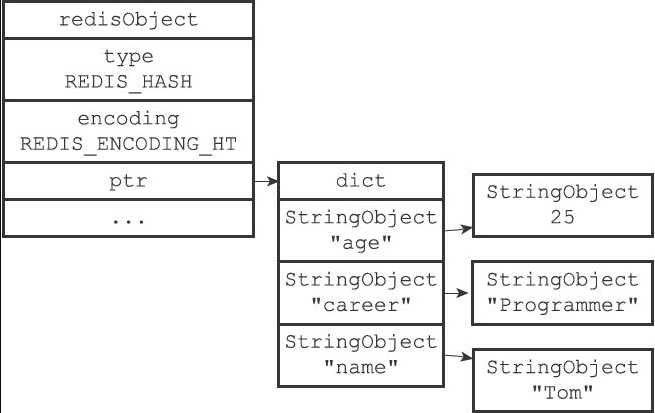 redisObject
type
REDIS_HASH
encoding
REDIS_ENCODING_HT
ptr
...
dict
StringObject
"age"
StringObject
"career"
StringObject
"name"
StringObject
25
StringObject
"Programmer"
StringObject
"Tom"